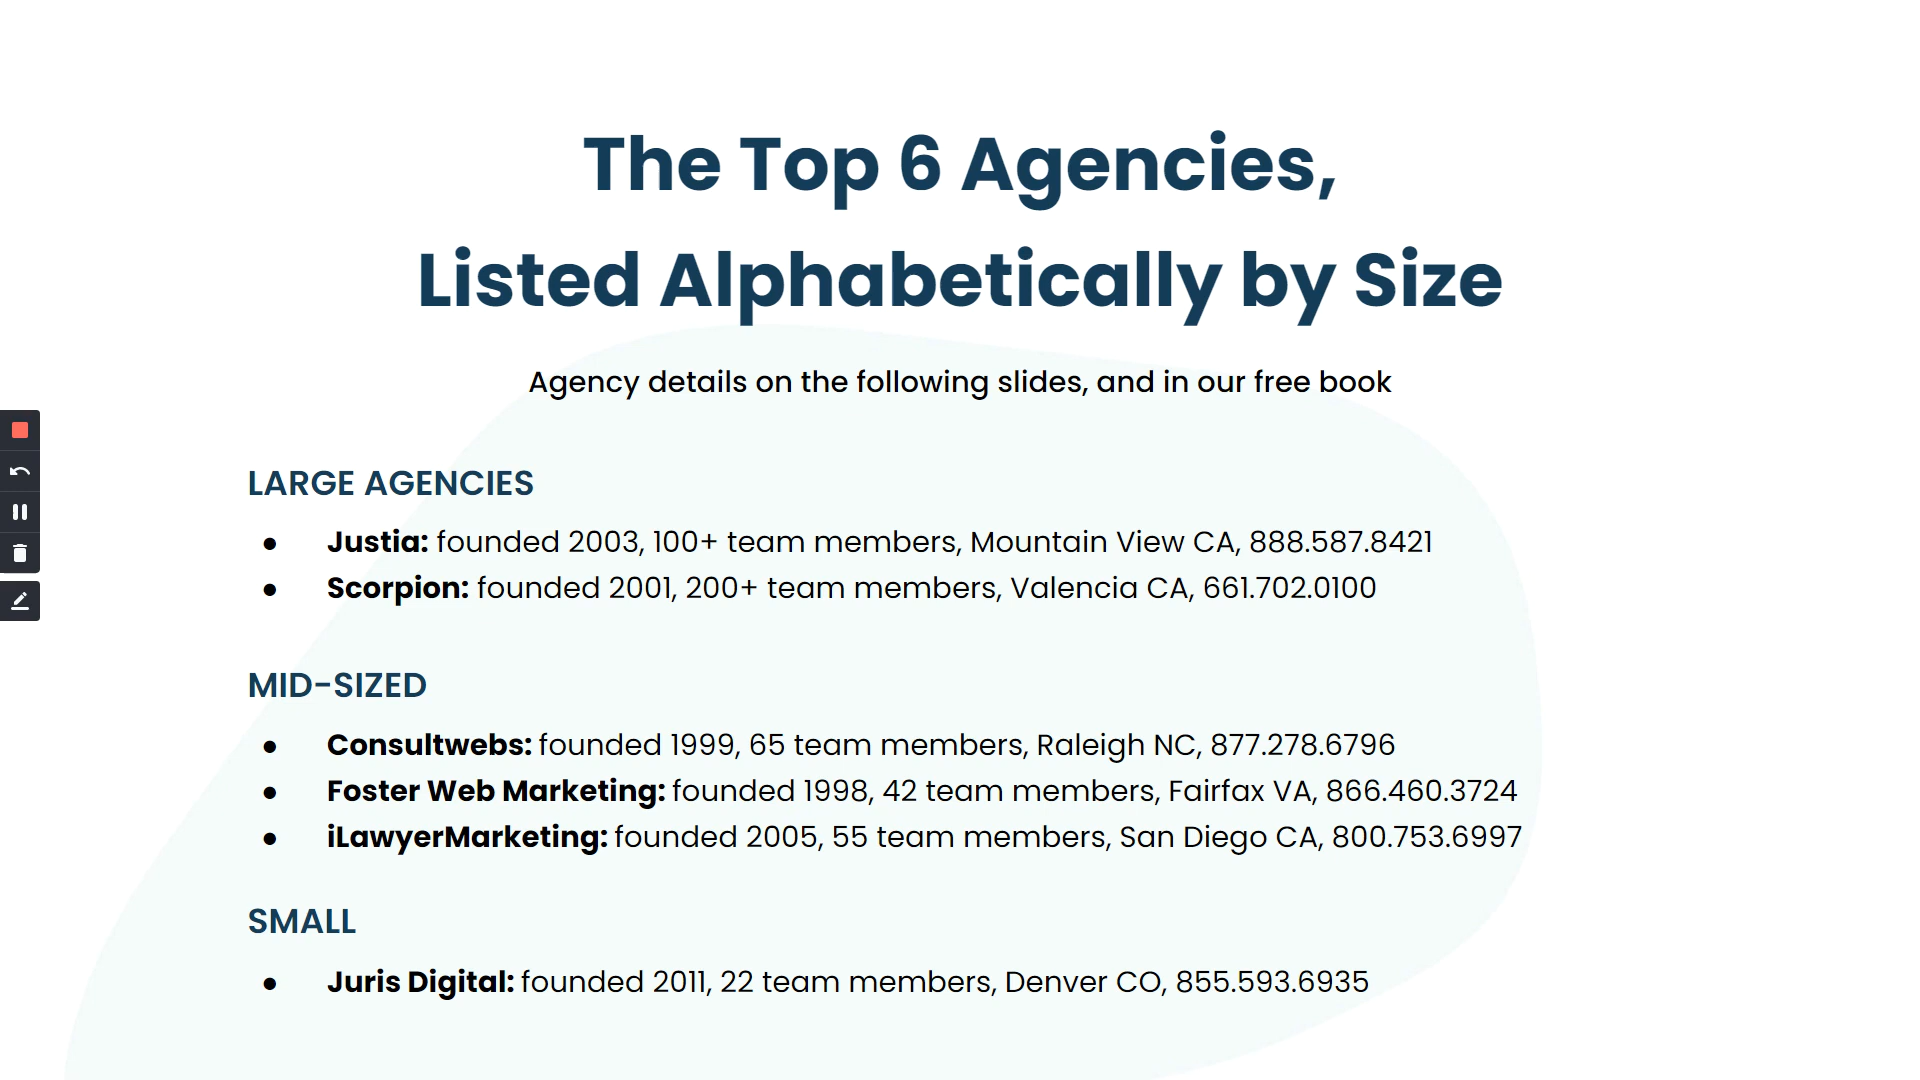 The Top 6 Agencies,
Listed Alphabetically by Size
Agency details on the following slides, and in our free book
LARGE AGENCIES
● Justia: founded 2003, 100+ team members, Mountain View CA, 888.587.8421
● Scorpion: founded 2001, 200+ team members, Valencia CA, 661.702.0100
MID-SIZED
● Consultwebs: founded 1999, 65 team members, Raleigh NC, 877.278.6796
● Foster Web Marketing: founded 1998, 42 team members, Fairfax VA, 866.460.3724
● iLawyerMarketing: founded 2005, 55 team members, San Diego CA, 800.753.6997
SMALL
● Juris Digital: founded 2011, 22 team members, Denver CO, 855.593.6935